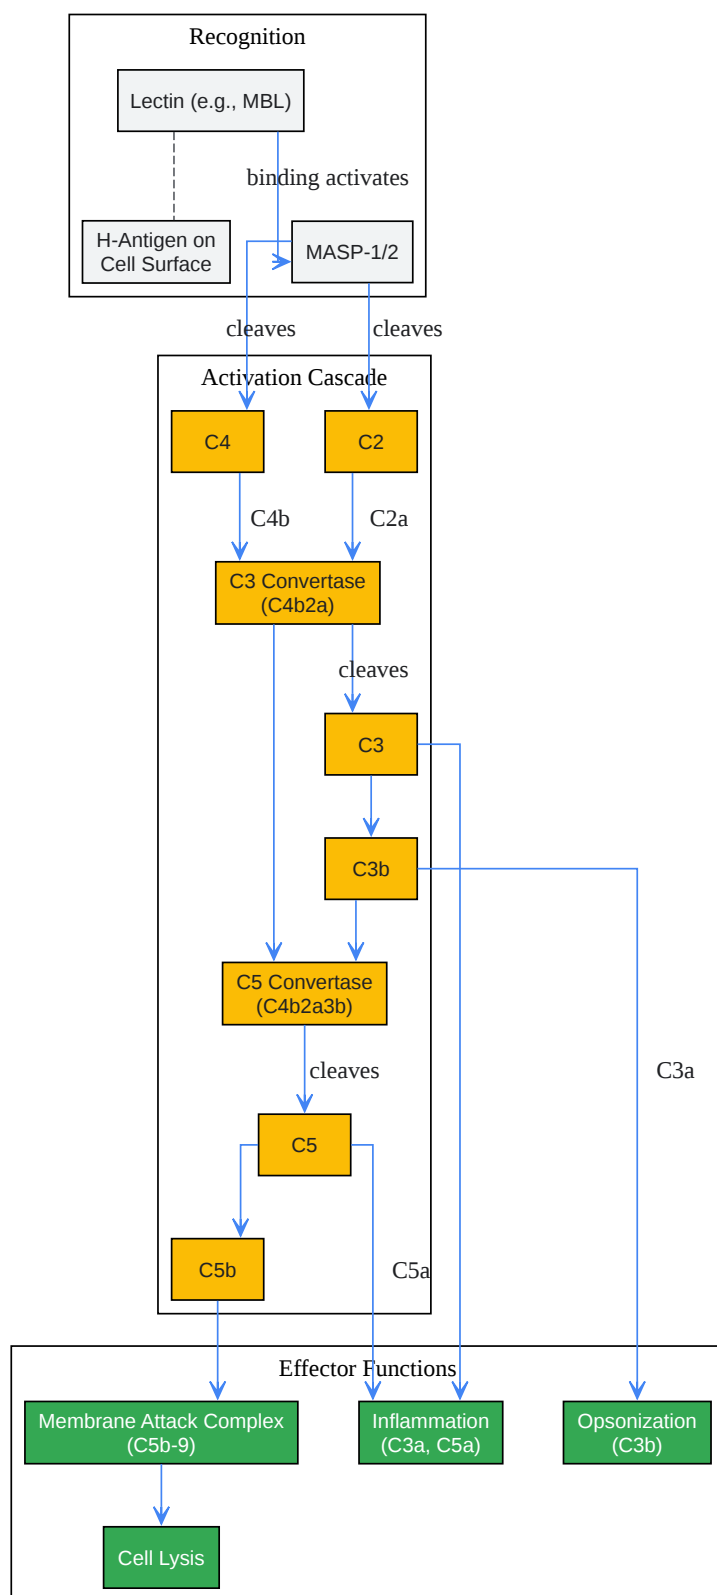 Recognition
Lectin (e.g., MBL)
binding activates
H-Antigen on
Cell Surface
MASP-1/2
cleaves
cleaves
Activation Cascade
C4
C2
C4b
C2a
C3 Convertase
(C4b2a)
cleaves
C3
C3b
C5 Convertase
(C4b2a3b)
cleaves
C3a
C5
C5b
C5a
Effector Functions
Membrane Attack Complex
(C5b-9)
Inflammation
(C3a, C5a)
Opsonization
(C3b)
Cell Lysis